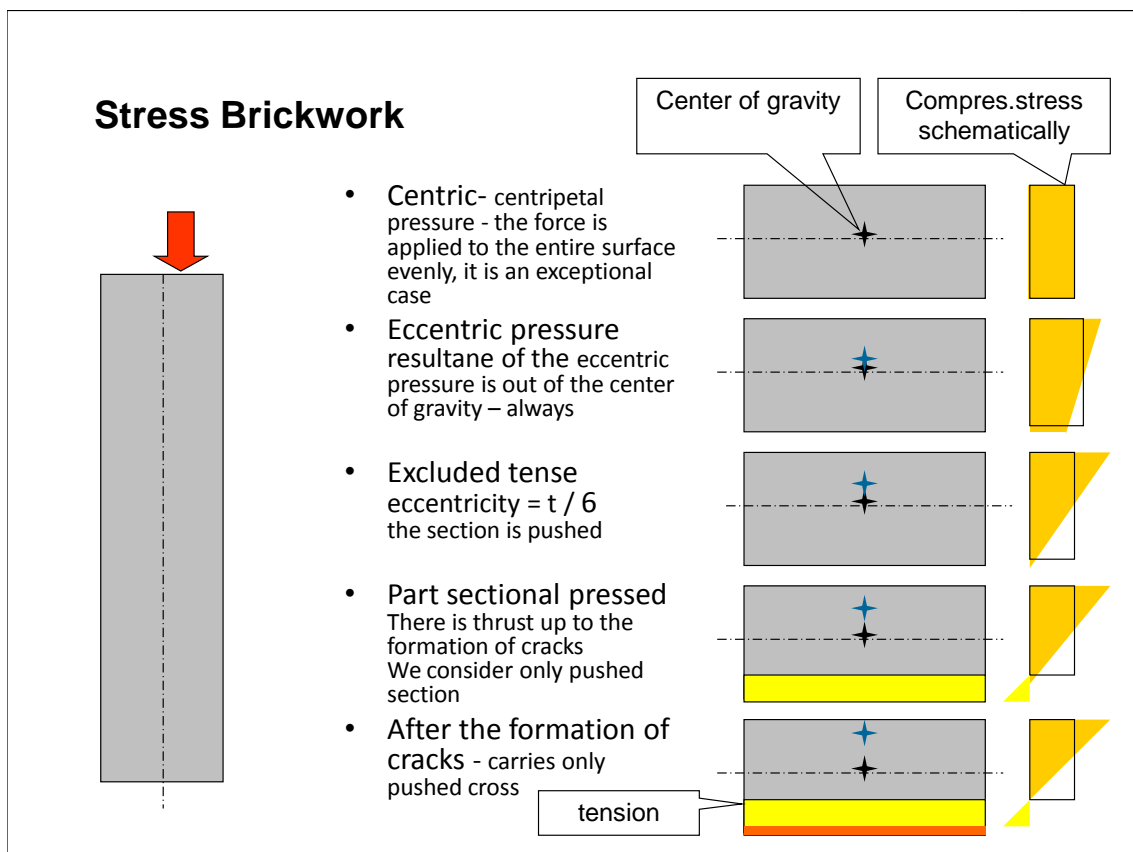 Stress Brickwork
Center of gravity
Compres.stress
schematically
• Centric- centripetal
pressure - the force is
applied to the entire surface
evenly, it is an exceptional
case
• Eccentric pressure
resultane of the eccentric
pressure is out of the center
of gravity – always
• Excluded tense
eccentricity = t / 6
the section is pushed
• Part sectional pressed
There is thrust up to the
formation of cracks
We consider only pushed
section
• After the formation of
cracks - carries only
pushed cross
tension